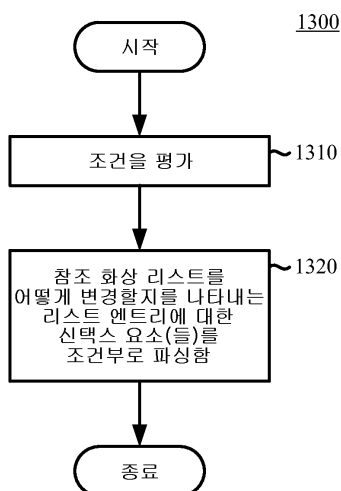 1300
시작
조건을 평가
1310
참조 화상 리스트를
어떻게 변경할지를 나타내는
리스트 엔트리에 대한
신택스 요소(들)를
조건부로 파싱함
1320
종료